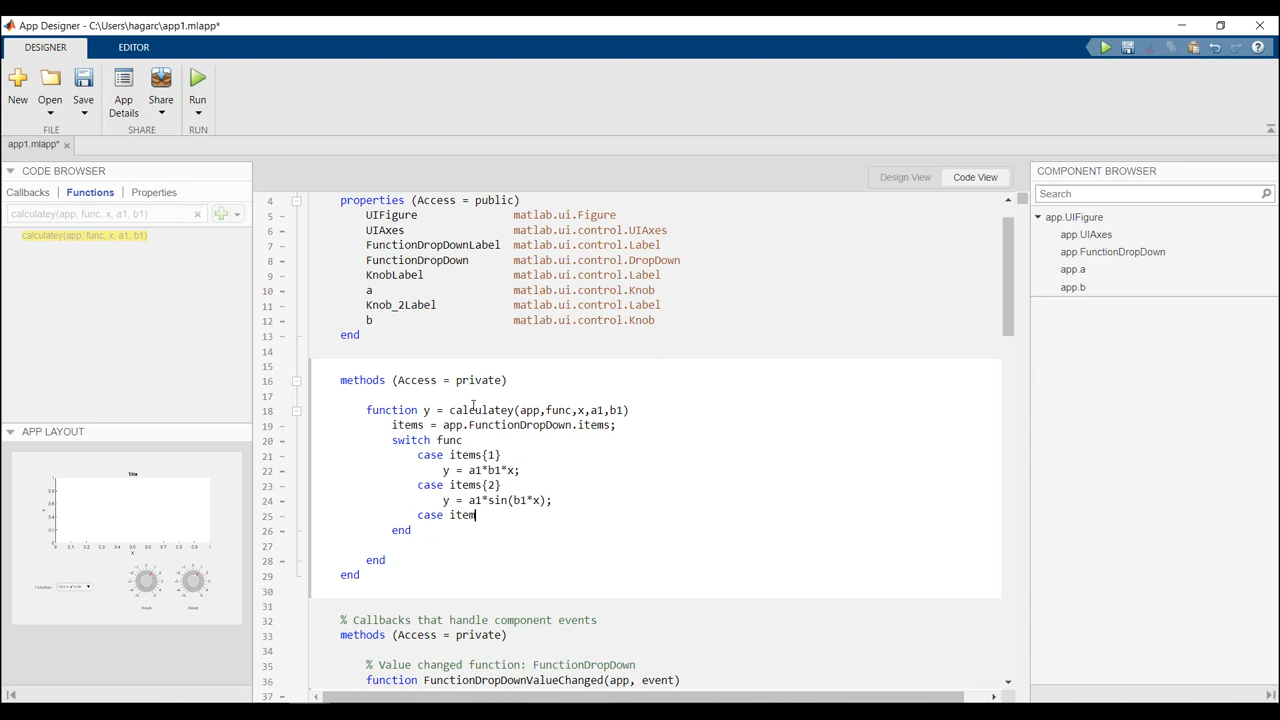 App Designer - C:\Users\hagarc\app1.mlapp*
DESIGNER
EDITOR
New
Open
Save
App Details
Share
Run
FILE
SHARE
RUN
app1.mlapp*
CODE BROWSER
Callbacks
Functions
Properties
calculatey(app, func, x, a1, b1)
calculatey(app, func, x, a1, b1)
APP LAYOUT
Title
Function
Knob
Knob
Design View
Code View
4 properties (Access = public)
5 UIFigure matlab.ui.Figure
6 UIAxes matlab.ui.control.UIAxes
7 FunctionDropDownLabel matlab.ui.control.Label
8 FunctionDropDown matlab.ui.control.DropDown
9 KnobLabel matlab.ui.control.Label
10 a matlab.ui.control.Knob
11 Knob_2Label matlab.ui.control.Label
12 b matlab.ui.control.Knob
13 end
14
15
16 methods (Access = private)
17
18 function y = calculatey(app,func,x,a1,b1)
19 items = app.FunctionDropDown.items;
20 switch func
21 case items{1}
22 y = a1*b1*x;
23 case items{2}
24 y = a1*sin(b1*x);
25 case item
26 end
27
28 end
29 end
30
31
32 % Callbacks that handle component events
33 methods (Access = private)
34
35 % Value changed function: FunctionDropDown
36 function FunctionDropDownValueChanged(app, event)
37
COMPONENT BROWSER
Search
app.UIFigure
app.UIAxes
app.FunctionDropDown
app.a
app.b